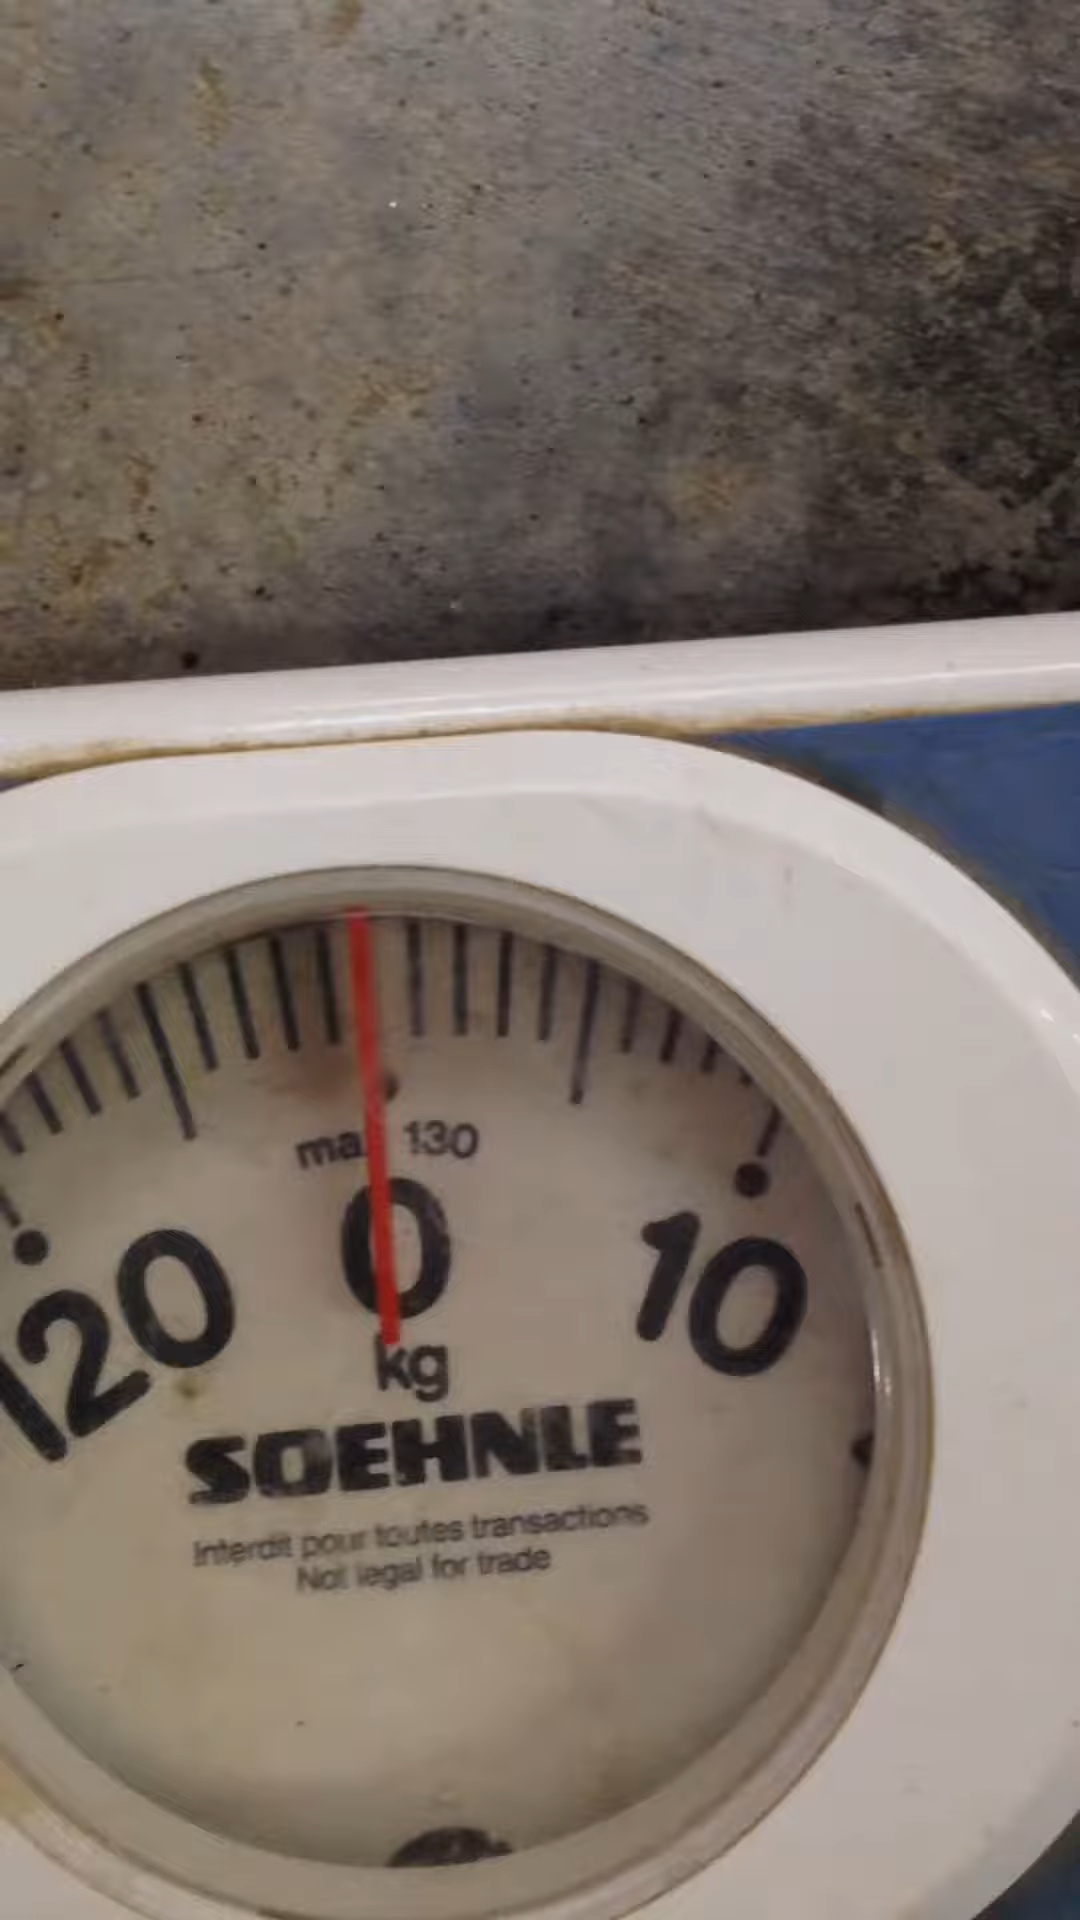 max 130
0
10
120
kg
SOEHNLE
Interdit pour toutes transactions
Not legal for trade